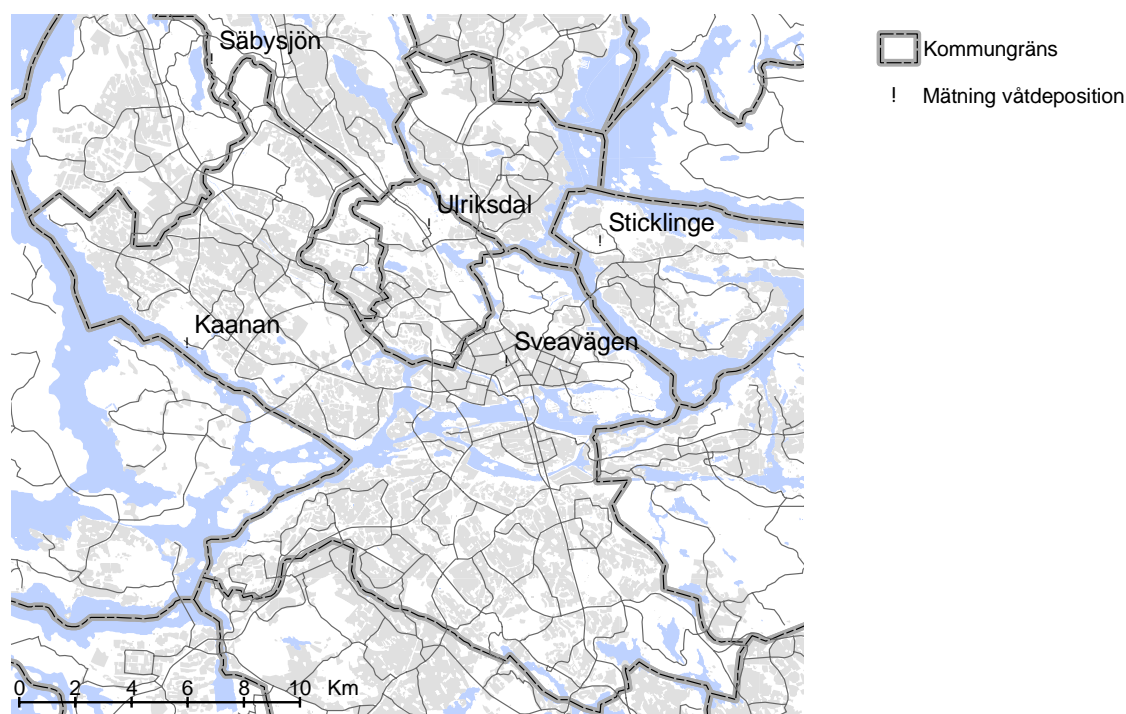 Säbysjön
!
Kommungräns
! Mätning våtdeposition
Ulriksdal
!
Sticklinge
!
Kaanan
!
Sveavägen
!
0 2 4 6 8 10 Km